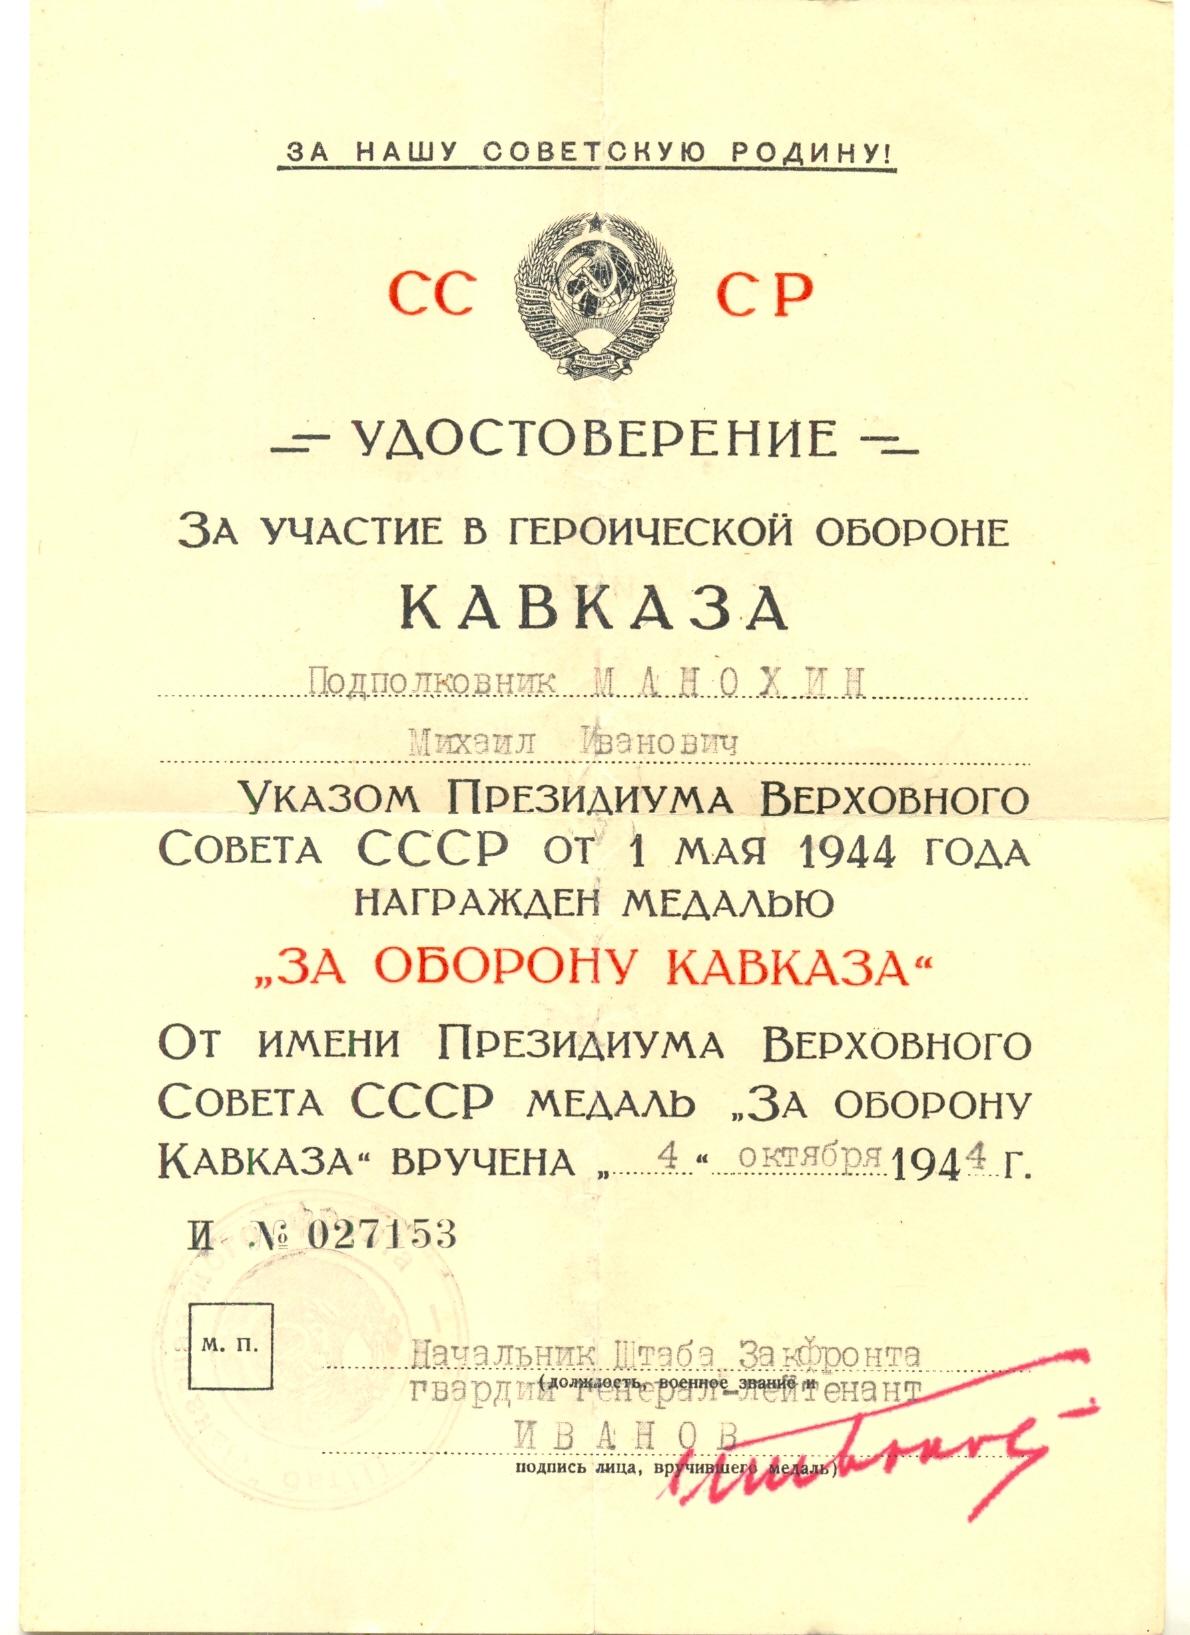 ЗА НАШУ СОВЕТСКУЮ РОДИНУ!
СС СР
УДОСТОВЕРЕНИЕ
ЗА УЧАСТИЕ В ГЕРОИЧЕСКОЙ ОБОРОНЕ
КАВКАЗА
Подполковник МАНОХИН
Михаил Иванович
УКАЗОМ ПРЕЗИДИУМА ВЕРХОВНОГО
СОВЕТА СССР ОТ 1 МАЯ 1944 ГОДА
НАГРАЖДЕН МЕДАЛЬЮ
„ЗА ОБОРОНУ КАВКАЗА“
ОТ ИМЕНИ ПРЕЗИДИУМА ВЕРХОВНОГО
СОВЕТА СССР МЕДАЛЬ „ЗА ОБОРОНУ
КАВКАЗА“ ВРУЧЕНА „4“ октября 1944 Г.
И № 027153
М. П.
Начальник Штаба Закфронта
(должность, военное звание и
гвардии генерал-лейтенант
ИВАНОВ
подпись лица, вручившего медаль)